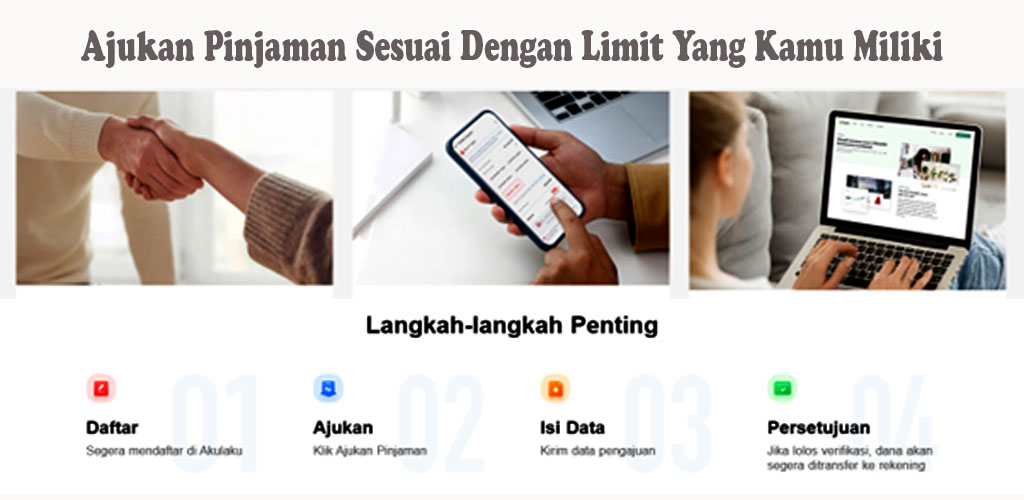 Ajukan Pinjaman Sesuai Dengan Limit Yang Kamu Miliki
Langkah-langkah Penting
01
Daftar
Segera mendaftar di Akulaku
02
Ajukan
Klik Ajukan Pinjaman
03
Isi Data
Kirim data pengajuan
04
Persetujuan
Jika lolos verifikasi, dana akan
segera ditransfer ke rekening